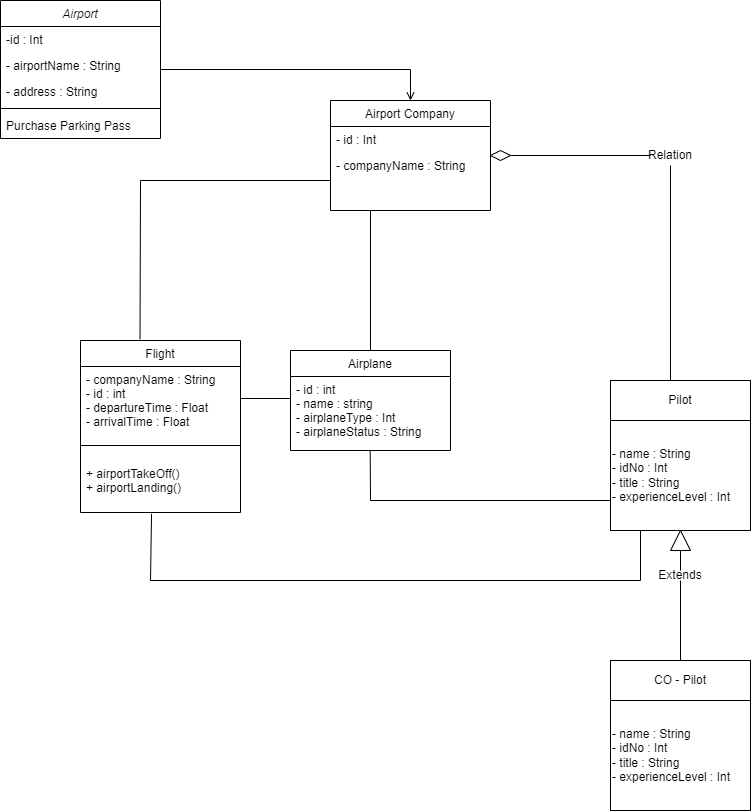 Airport
-id : Int
- airportName : String
- address : String
Purchase Parking Pass
Airport Company
- id : Int
- companyName : String
Relation
Flight
- companyName : String
- id : int
- departureTime : Float
- arrivalTime : Float
+ airportTakeOff()
+ airportLanding()
Airplane
- id : int
- name : string
- airplaneType : Int
- airplaneStatus : String
Pilot
- name : String
- idNo : Int
- title : String
- experienceLevel : Int
Extends
CO - Pilot
- name : String
- idNo : Int
- title : String
- experienceLevel : Int